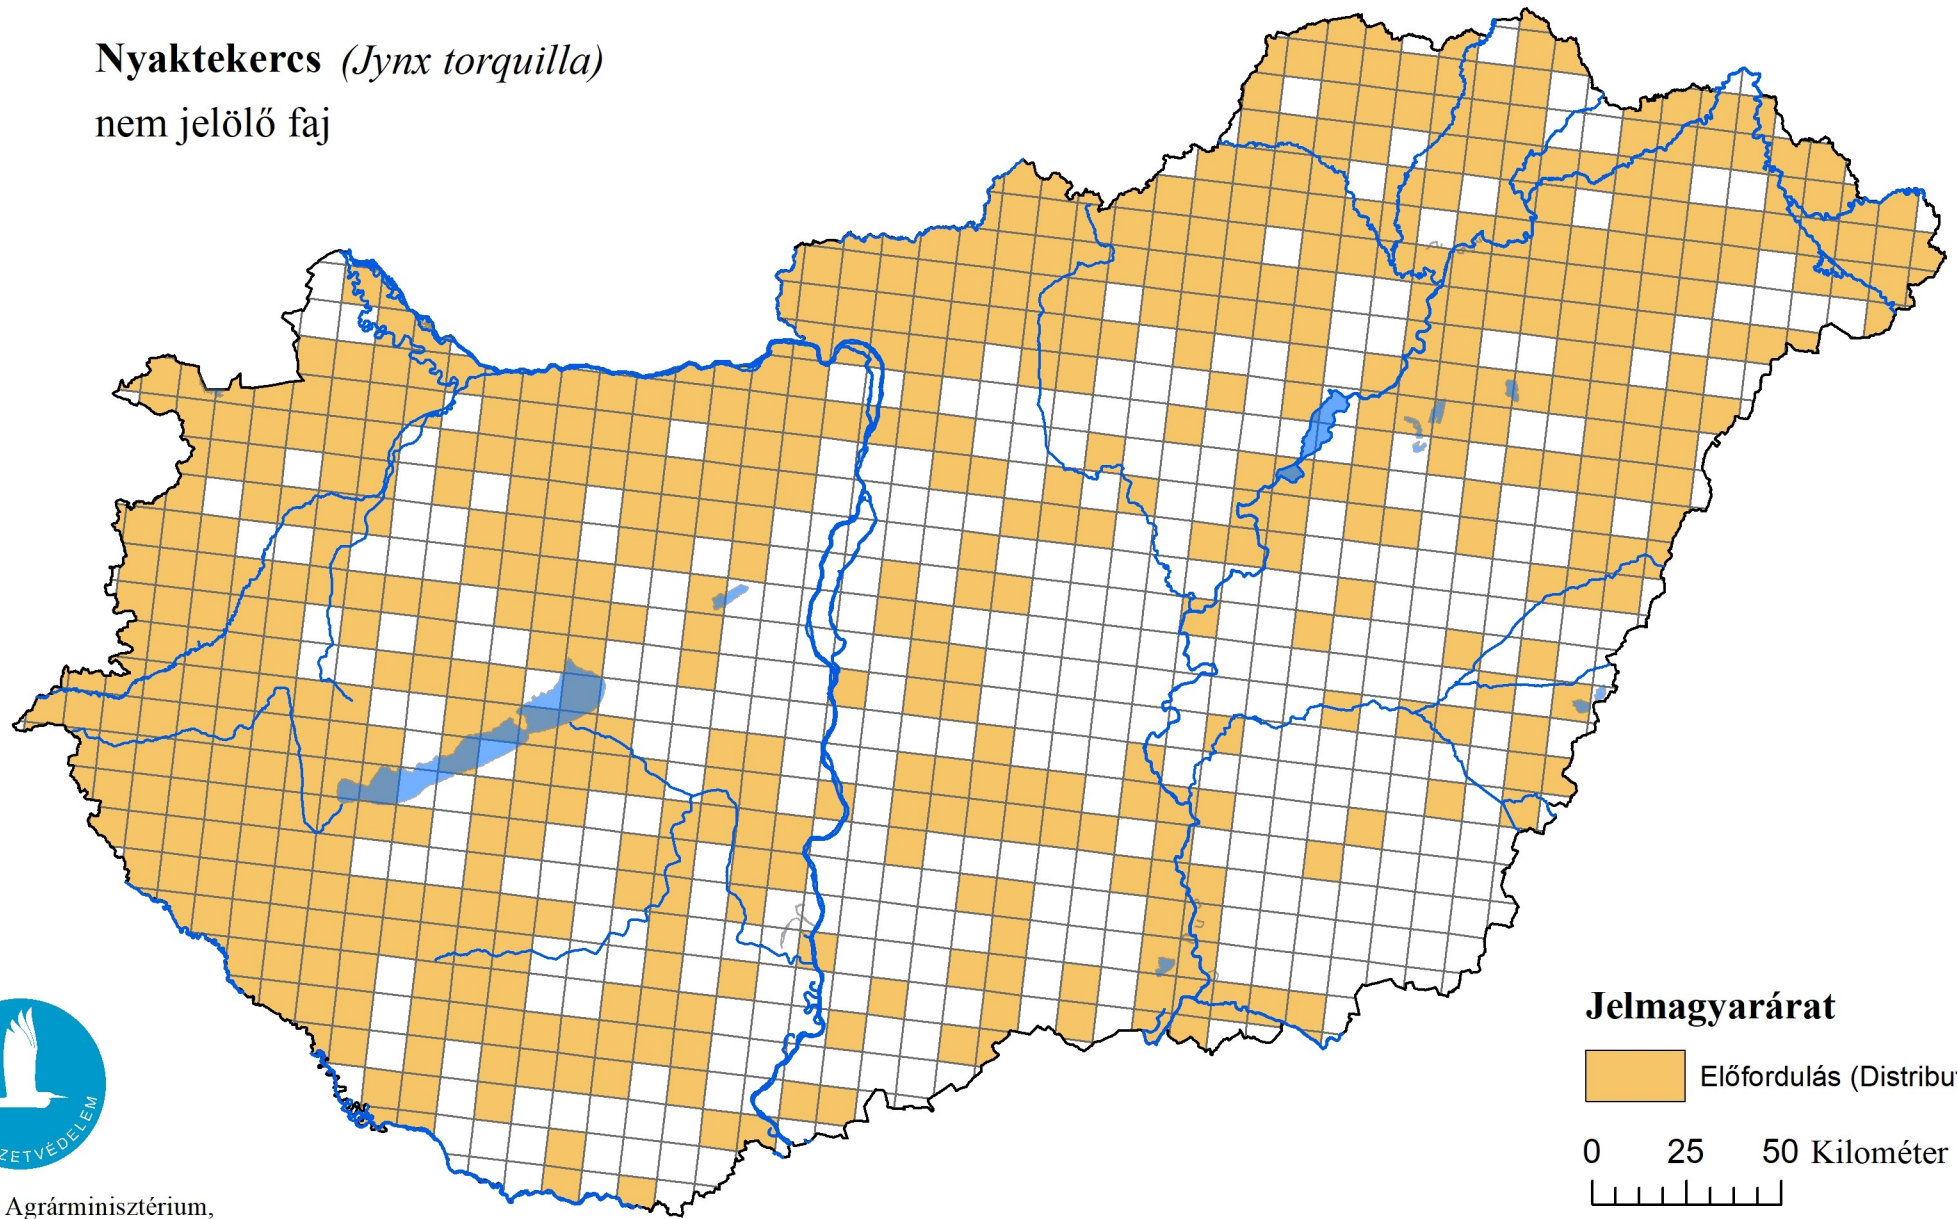 Nyaktekercs (Jynx torquilla)
nem jelölő faj
Jelmagyarárat
Előfordulás (Distribu
0 25 50 Kilométer
ZETVÉDELEM
Agrárminisztérium,